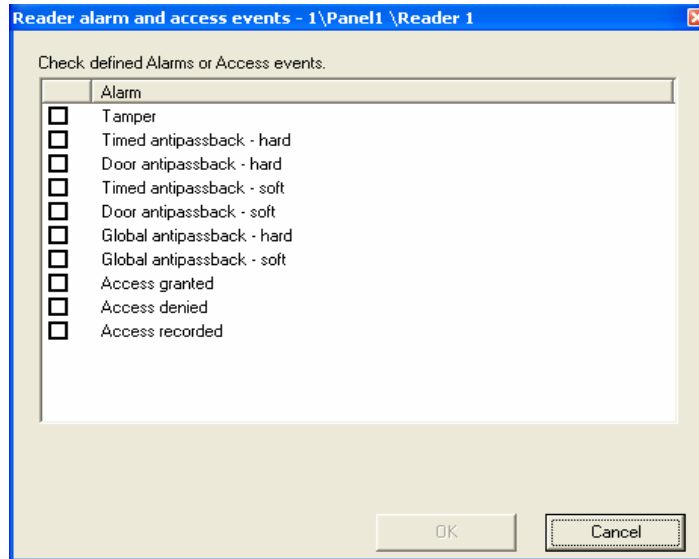 Reader alarm and access events - 1\Panel1 \Reader 1
Check defined Alarms or Access events.
Alarm
Tamper
Timed antipassback - hard
Door antipassback - hard
Timed antipassback - soft
Door antipassback - soft
Global antipassback - hard
Global antipassback - soft
Access granted
Access denied
Access recorded
OK
Cancel